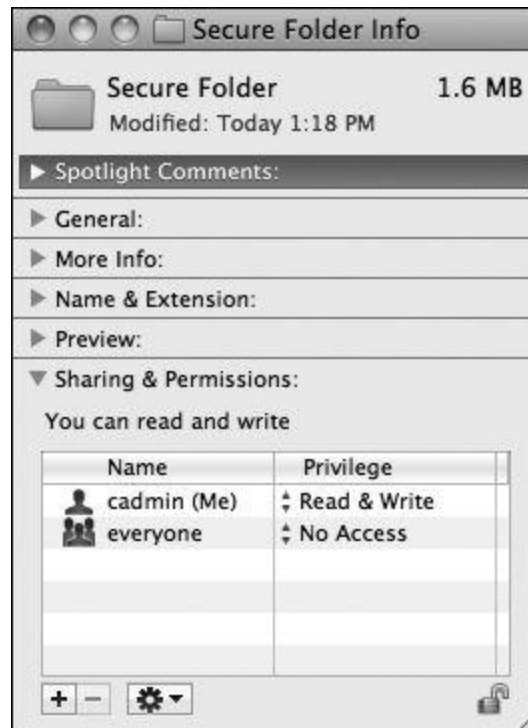 Secure Folder Info
Secure Folder 1.6 MB
Modified: Today 1:18 PM
Spotlight Comments:
General:
More Info:
Name & Extension:
Preview:
Sharing & Permissions:
You can read and write
Name Privilege
cadmin (Me) Read & Write
everyone No Access